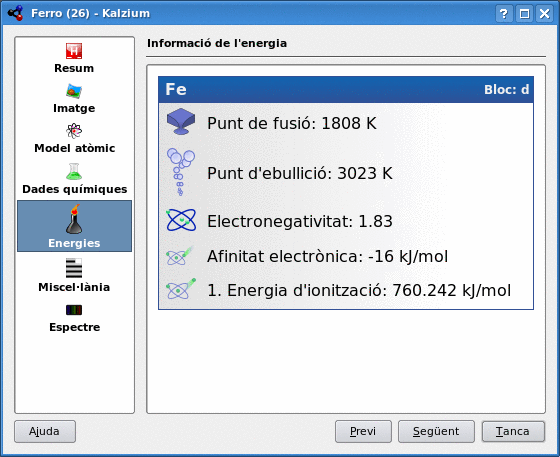 Ferro (26) - Kalzium
Resum
Imatge
Model atòmic
Dades químiques
Energies
Miscel·lània
Espectre
Informació de l'energia
Fe
Bloc: d
Punt de fusió: 1808 K
Punt d'ebullició: 3023 K
Electronegativitat: 1.83
Afinitat electrònica: -16 kJ/mol
1. Energia d'ionització: 760.242 kJ/mol
Ajuda
Previ
Següent
Tanca